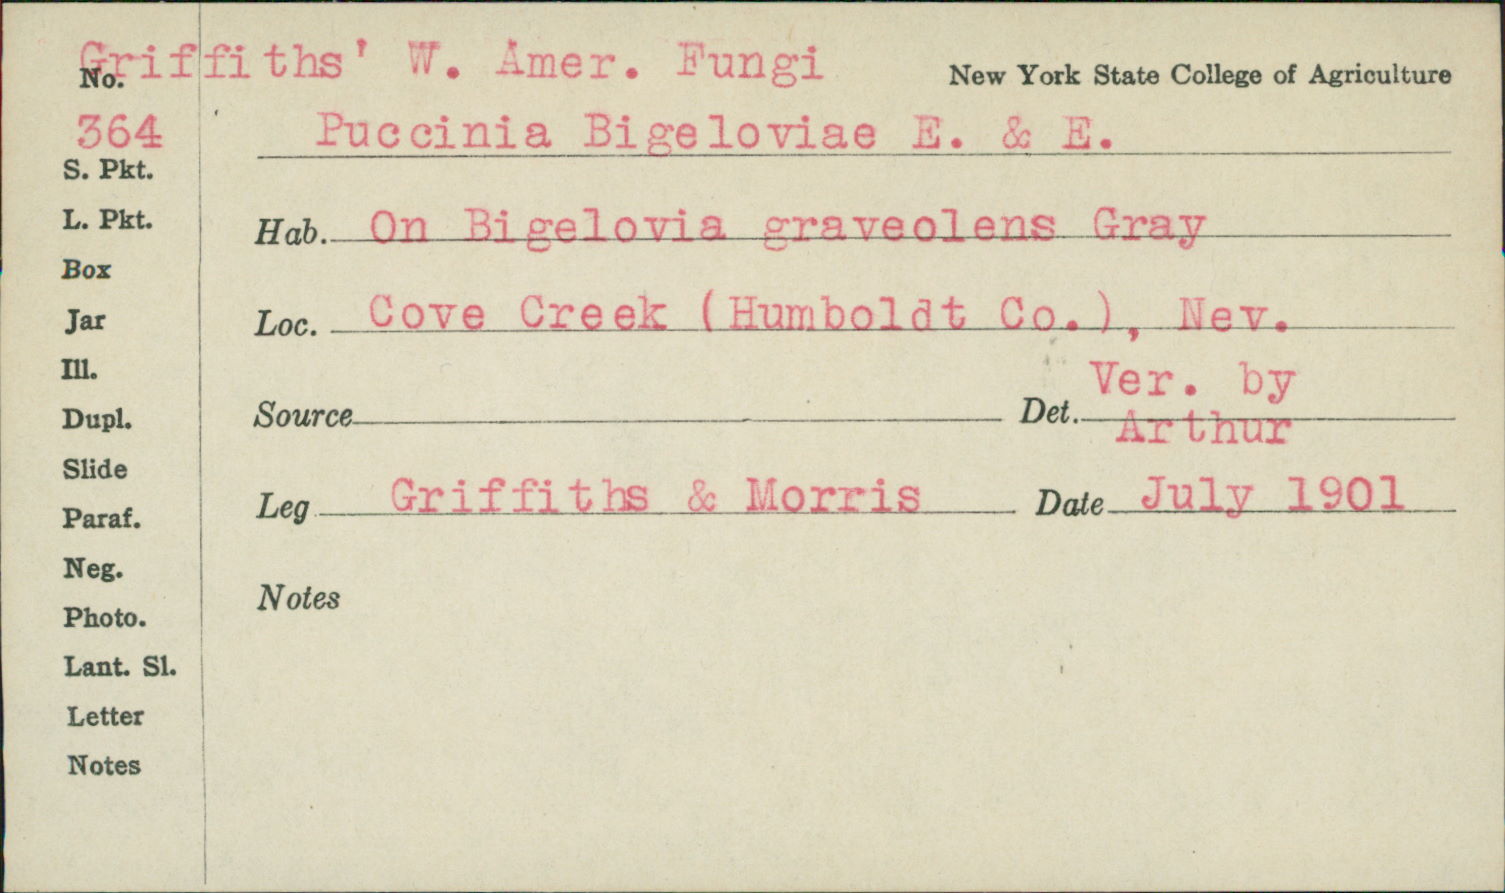 Griffiths' W. Amer. Fungi
No.
New York State College of Agriculture
364
Puccinia Bigeloviae E. & E.
S. Pkt.
L. Pkt.
Hab. On Bigelovia graveolens Gray
Box
Jar
Loc. Cove Creek (Humboldt Co.), Nev.
Ill.
Dupl.
Source
Det. Ver. by
Arthur
Slide
Leg Griffiths & Morris Date July 1901
Paraf.
Neg.
Notes
Photo.
Lant. Sl.
Letter
Notes